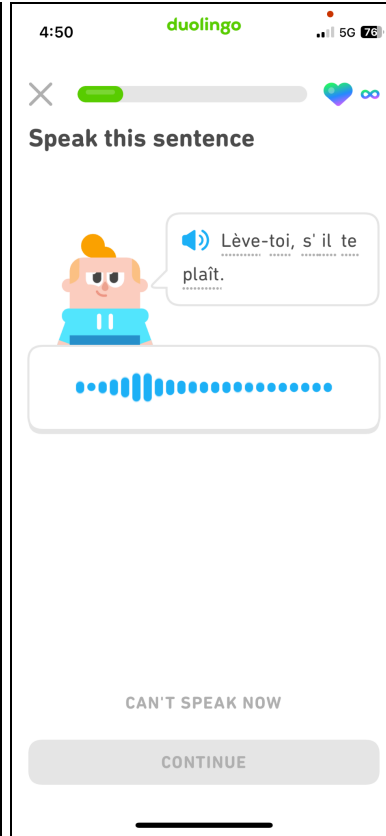 4:50
duolingo
5G 76
Speak this sentence
Lève-toi, s' il te
plaît.
CAN'T SPEAK NOW
CONTINUE